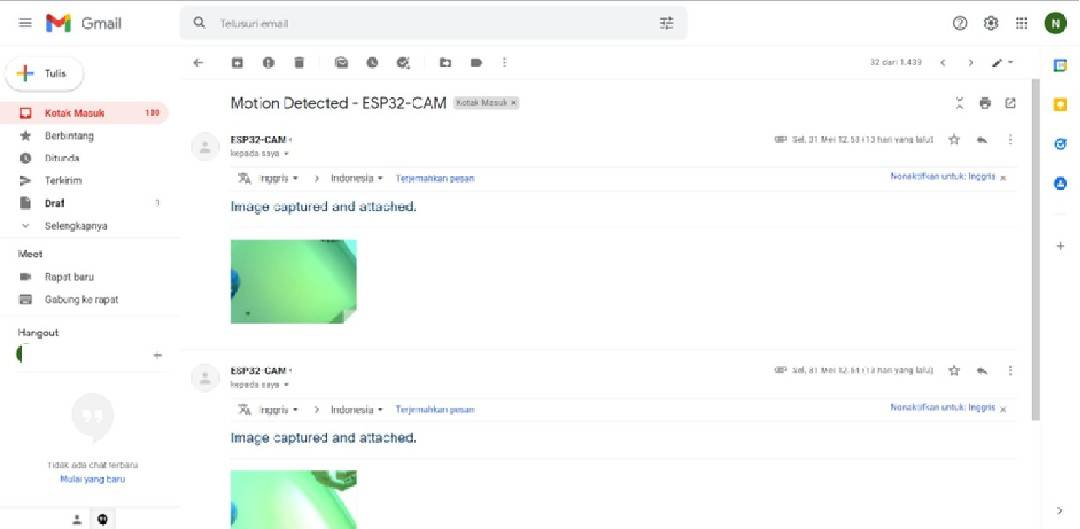 Gmail
Telusuri email
N
Tulis
32 dari 1.439
Kotak Masuk 180
Motion Detected - ESP32-CAM Kotak Masuk ×
Berbintang
ESP32-CAM
Sel, 31 Mei 12.53 (13 hari yang lalu)
kepada saya
Ditunda
Terkirim
Inggris > Indonesia Terjemahkan pesan
Nonaktifkan untuk: Inggris ×
Draf
Image captured and attached.
Selengkapnya
Meet
Rapat baru
Gabung ke rapat
Hangout
ESP32-CAM
Sel, 31 Mei 12.54 (13 hari yang lalu)
kepada saya
Inggris > Indonesia Terjemahkan pesan
Nonaktifkan untuk: Inggris ×
Image captured and attached.
Tidak ada chat terbaru
Mulai yang baru